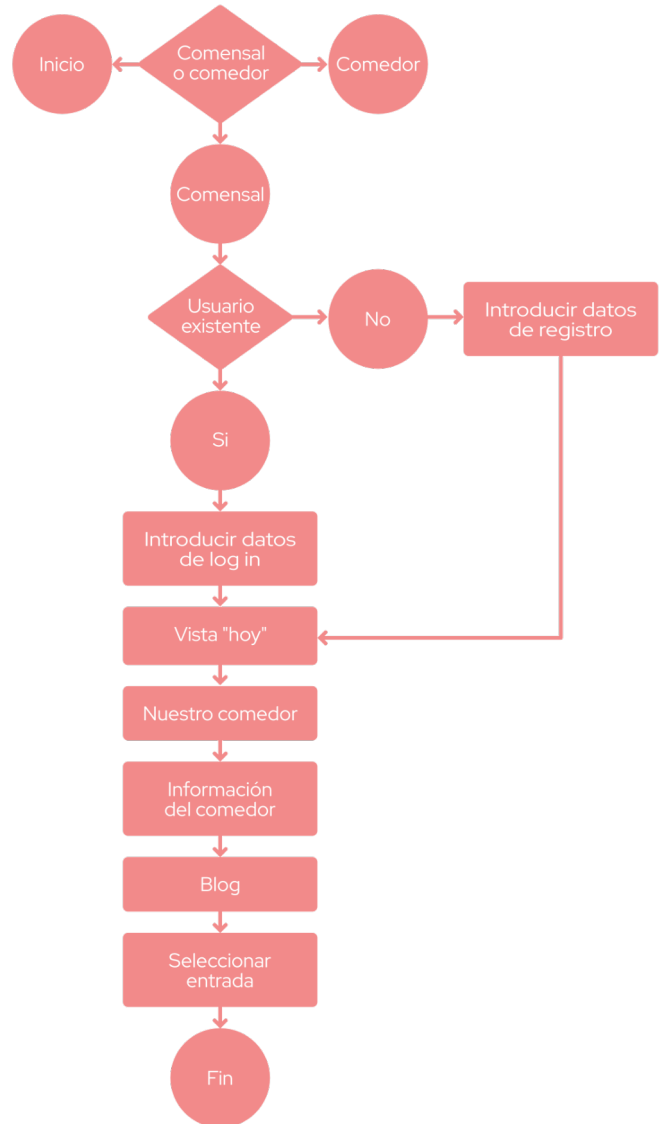 Inicio
Comensal
o comedor
Comedor
Comensal
Usuario
existente
No
Introducir datos
de registro
Si
Introducir datos
de log in
Vista "hoy"
Nuestro comedor
Información
del comedor
Blog
Seleccionar
entrada
Fin